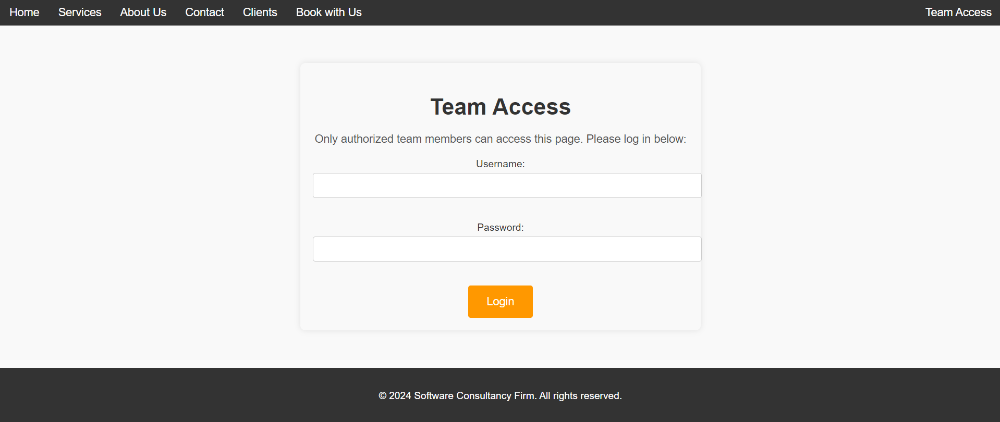 Home Services About Us Contact Clients Book with Us Team Access
Team Access
Only authorized team members can access this page. Please log in below:
Username:
Password:
Login
© 2024 Software Consultancy Firm. All rights reserved.